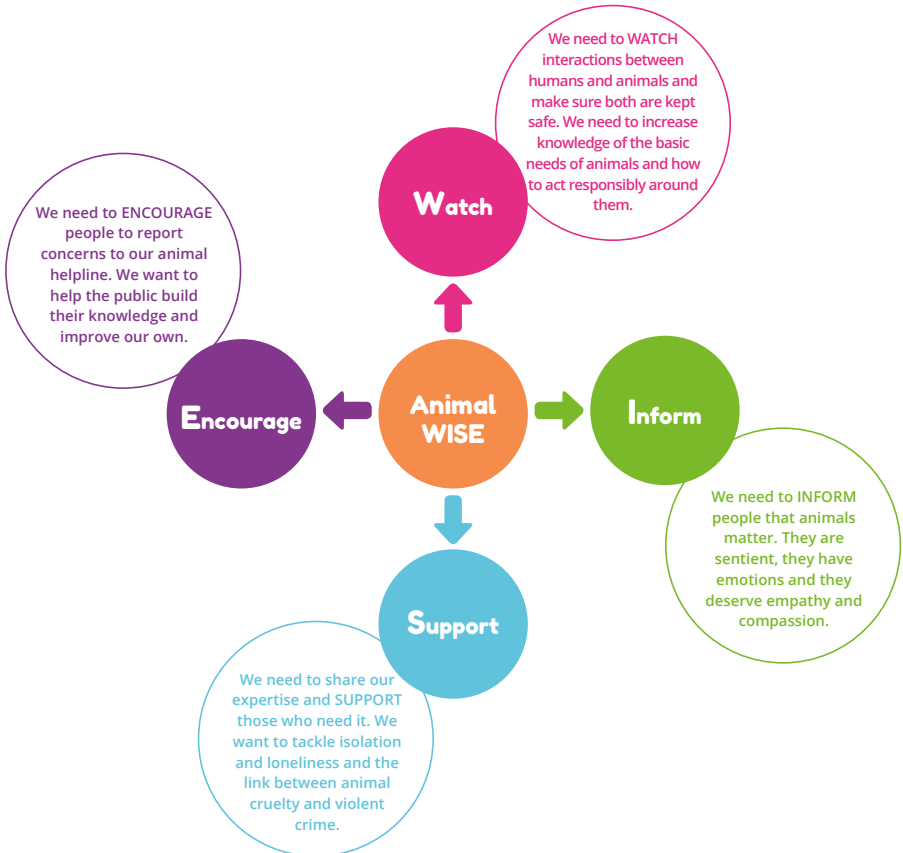 We need to WATCH
interactions between
humans and animals and
make sure both are kept
safe. We need to increase
knowledge of the basic
needs of animals and how
to act responsibly around
them.
Watch
We need to ENCOURAGE
people to report
concerns to our animal
helpline. We want to
help the public build
their knowledge and
improve our own.
Encourage
Animal
WISE
Inform
We need to INFORM
people that animals
matter. They are
sentient, they have
emotions and they
deserve empathy and
compassion.
Support
We need to share our
expertise and SUPPORT
those who need it. We
want to tackle isolation
and loneliness and the
link between animal
cruelty and violent
crime.